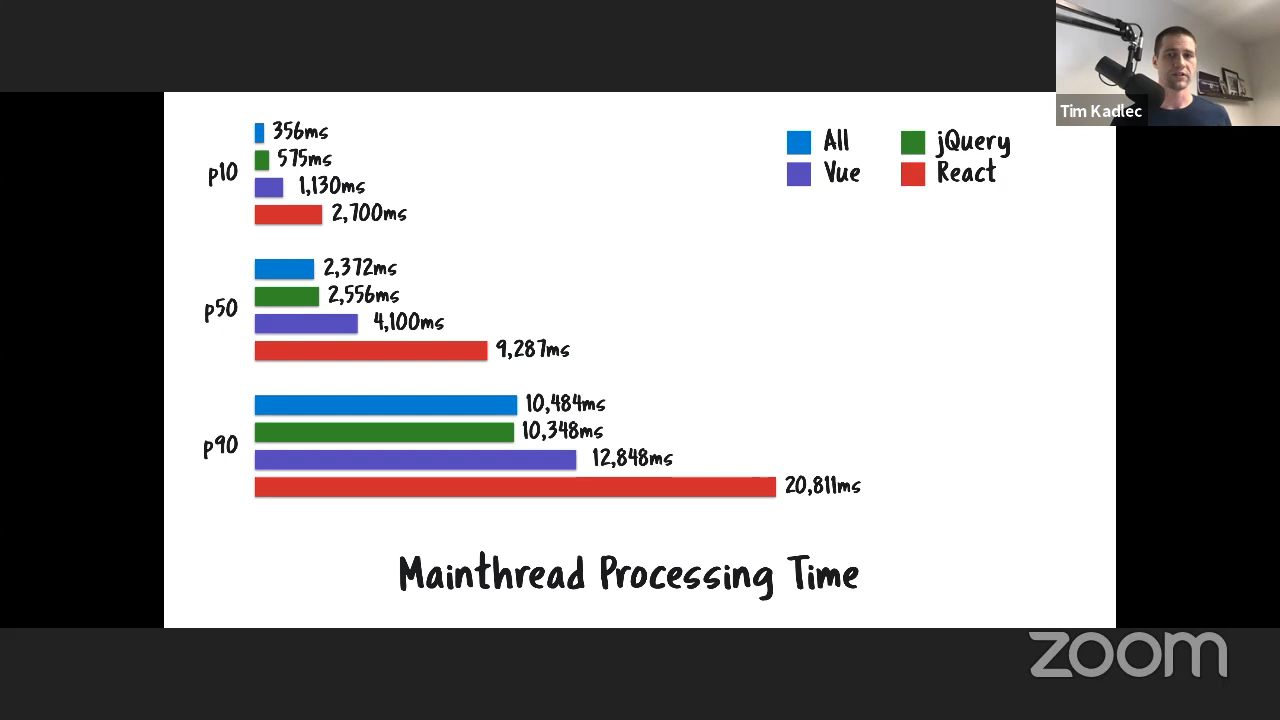 Tim Kadlec
p10
356ms
575ms
1,130ms
2,700ms
All
jQuery
Vue
React
p50
2,372ms
2,556ms
4,100ms
9,287ms
p90
10,484ms
10,348ms
12,848ms
20,811ms
Mainthread Processing Time
zoom